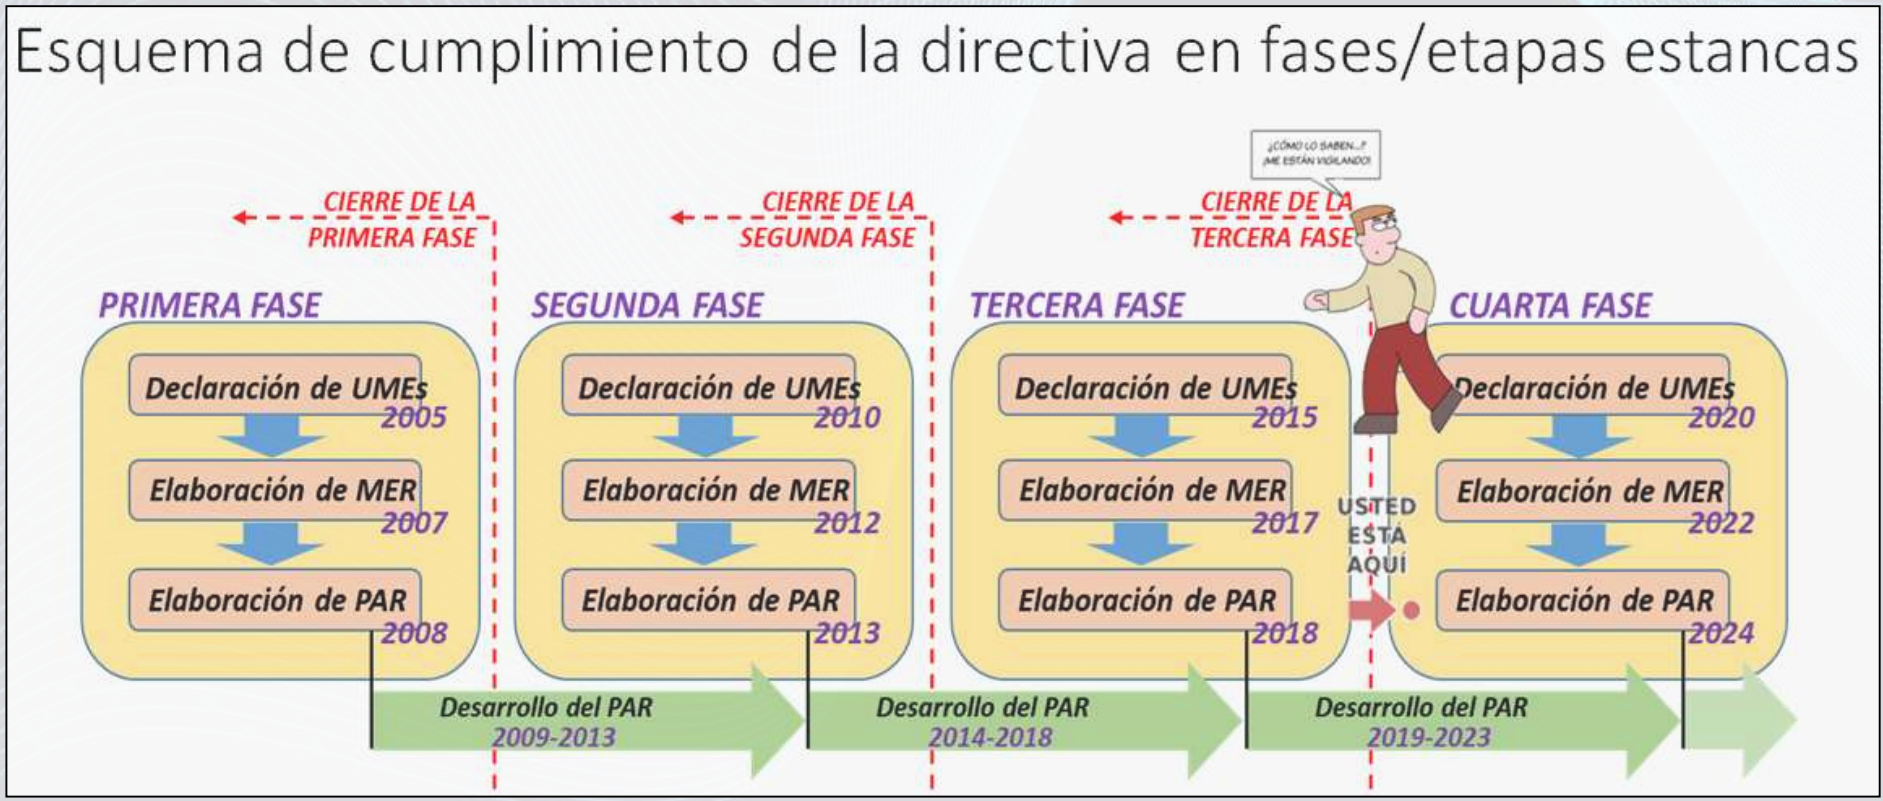 Esquema de cumplimiento de la directiva en fases/etapas estancas
¿CÓMO LO SABEN...?
¡ME ESTÁN VIGILANDO!
CIERRE DE LA
PRIMERA FASE
CIERRE DE LA
SEGUNDA FASE
CIERRE DE LA
TERCERA FASE
PRIMERA FASE
Declaración de UMEs
2005
Elaboración de MER
2007
Elaboración de PAR
2008
SEGUNDA FASE
Declaración de UMEs
2010
Elaboración de MER
2012
Elaboración de PAR
2013
TERCERA FASE
Declaración de UMEs
2015
Elaboración de MER
2017
Elaboración de PAR
2018
USTED
ESTÁ
AQUÍ
CUARTA FASE
Declaración de UMEs
2020
Elaboración de MER
2022
Elaboración de PAR
2024
Desarrollo del PAR
2009-2013
Desarrollo del PAR
2014-2018
Desarrollo del PAR
2019-2023